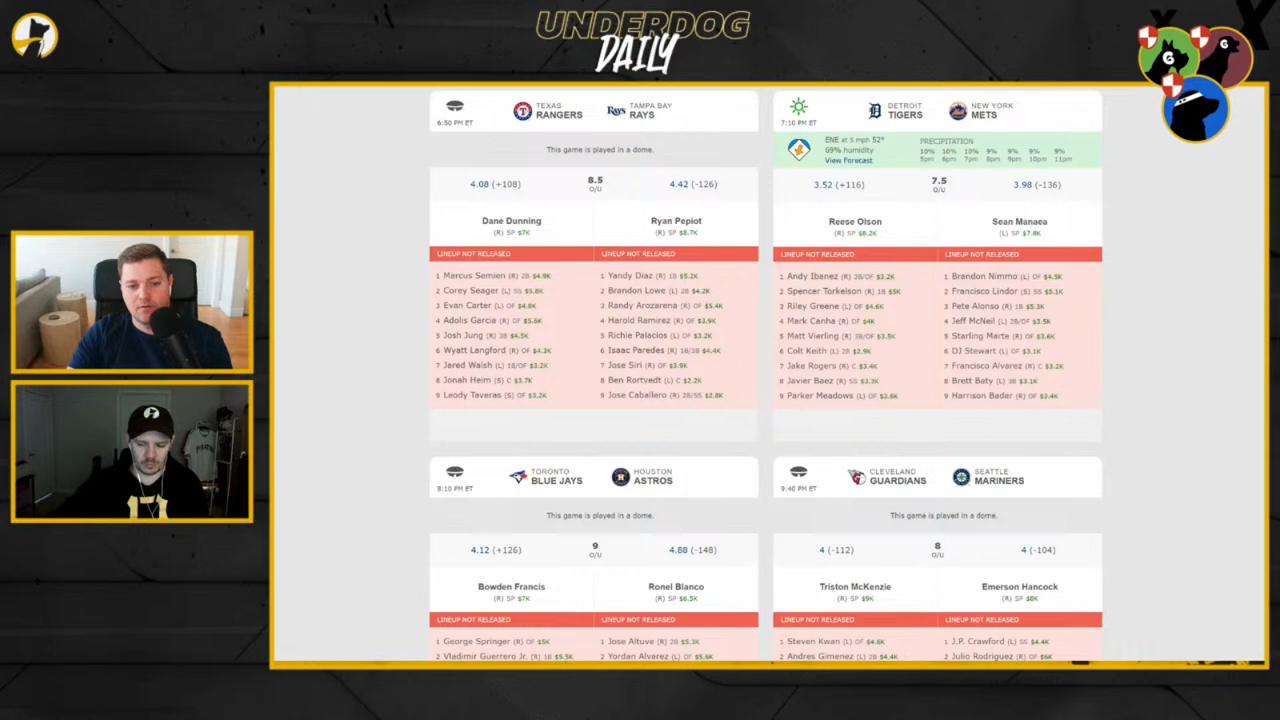 UNDERDOG
DAILY
G
G
6:50 PM ET
TEXAS
RANGERS
Rays
TAMPA BAY
RAYS
This game is played in a dome.
4.08 (+108)
8.5
O/U
4.42 (-126)
Dane Dunning
(R) SP $7K
Ryan Pepiot
(R) SP $8.7K
LINEUP NOT RELEASED
1 Marcus Semien (R) 2B $4.9K
2 Corey Seager (L) SS $5.8K
3 Evan Carter (L) OF $4.8K
4 Adolis Garcia (R) OF $5.6K
5 Josh Jung (R) 3B $4.5K
6 Wyatt Langford (R) OF $4.3K
7 Jared Walsh (L) 1B/OF $3.2K
8 Jonah Heim (S) C $3.7K
9 Leody Taveras (S) OF $3.2K
LINEUP NOT RELEASED
1 Yandy Diaz (R) 1B $5.2K
2 Brandon Lowe (L) 2B $4.2K
3 Randy Arozarena (R) OF $5.4K
4 Harold Ramirez (R) OF $3.9K
5 Richie Palacios (L) OF $3.2K
6 Isaac Paredes (R) 1B/3B $4.4K
7 Jose Siri (R) OF $3.9K
8 Ben Rortvedt (L) C $2.2K
9 Jose Caballero (R) 2B/SS $2.8K
7:10 PM ET
DETROIT
TIGERS
NEW YORK
METS
ENE at 5 mph 52°
69% humidity
View Forecast
PRECIPITATION
10% 10% 10% 9% 9% 9% 9%
5pm 6pm 7pm 8pm 9pm 10pm 11pm
3.52 (+116)
7.5
O/U
3.98 (-136)
Reese Olson
(R) SP $8.2K
Sean Manaea
(L) SP $7.8K
LINEUP NOT RELEASED
1 Andy Ibanez (R) 3B/OF $3.2K
2 Spencer Torkelson (R) 1B $5K
3 Riley Greene (L) OF $4.6K
4 Mark Canha (R) OF $4K
5 Matt Vierling (R) 3B/OF $3.5K
6 Colt Keith (L) 2B $2.9K
7 Jake Rogers (R) C $3.4K
8 Javier Baez (R) SS $3.3K
9 Parker Meadows (L) OF $3.6K
LINEUP NOT RELEASED
1 Brandon Nimmo (L) OF $4.5K
2 Francisco Lindor (S) SS $5.1K
3 Pete Alonso (R) 1B $5.3K
4 Jeff McNeil (L) 2B/OF $3.5K
5 Starling Marte (R) OF $3.6K
6 DJ Stewart (L) OF $3.1K
7 Francisco Alvarez (R) C $3.2K
8 Brett Baty (L) 3B $3.1K
9 Harrison Bader (R) OF $3.4K
8:10 PM ET
TORONTO
BLUE JAYS
HOUSTON
ASTROS
This game is played in a dome.
4.12 (+126)
9
O/U
4.88 (-148)
Bowden Francis
(R) SP $7K
Ronel Blanco
(R) SP $6.5K
LINEUP NOT RELEASED
1 George Springer (R) OF $5K
2 Vladimir Guerrero Jr. (R) 1B $5.5K
LINEUP NOT RELEASED
1 Jose Altuve (R) 2B $5.3K
2 Yordan Alvarez (L) OF $5.6K
9:40 PM ET
CLEVELAND
GUARDIANS
SEATTLE
MARINERS
This game is played in a dome.
4 (-112)
8
O/U
4 (-104)
Triston McKenzie
(R) SP $9K
Emerson Hancock
(R) SP $8K
LINEUP NOT RELEASED
1 Steven Kwan (L) OF $4.6K
2 Andres Gimenez (L) 2B $4.4K
LINEUP NOT RELEASED
1 J.P. Crawford (L) SS $4.4K
2 Julio Rodriguez (R) OF $6K